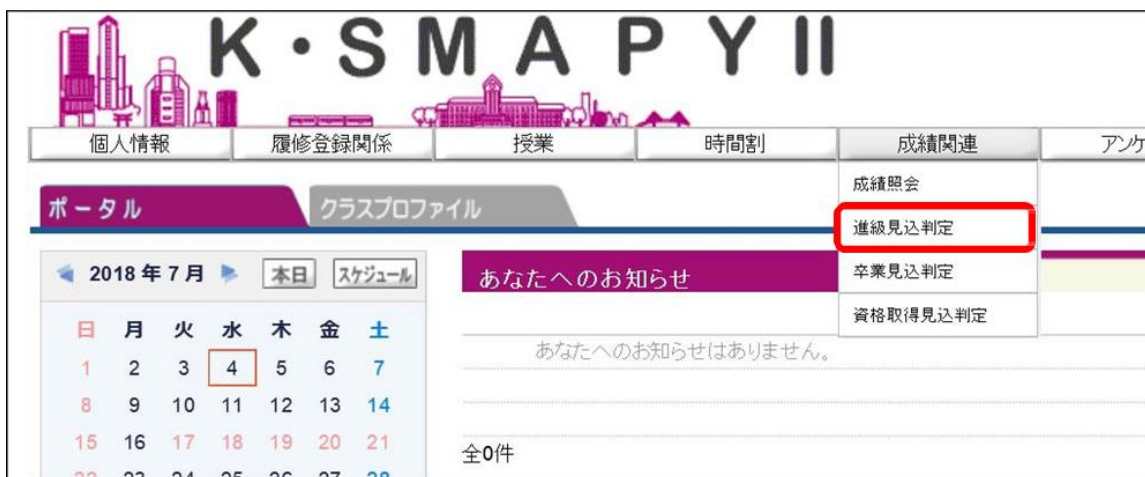 K・SMAPY II
個人情報 履修登録関係 授業 時間割 成績関連
成績照会
進級見込判定
卒業見込判定
資格取得見込判定
ポータル クラスプロファイル
2018年7月 本日 スケジュール
日 月 火 水 木 金 土
1 2 3 4 5 6 7
8 9 10 11 12 13 14
15 16 17 18 19 20 21
あなたへのお知らせ
あなたへのお知らせはありません。
全0件